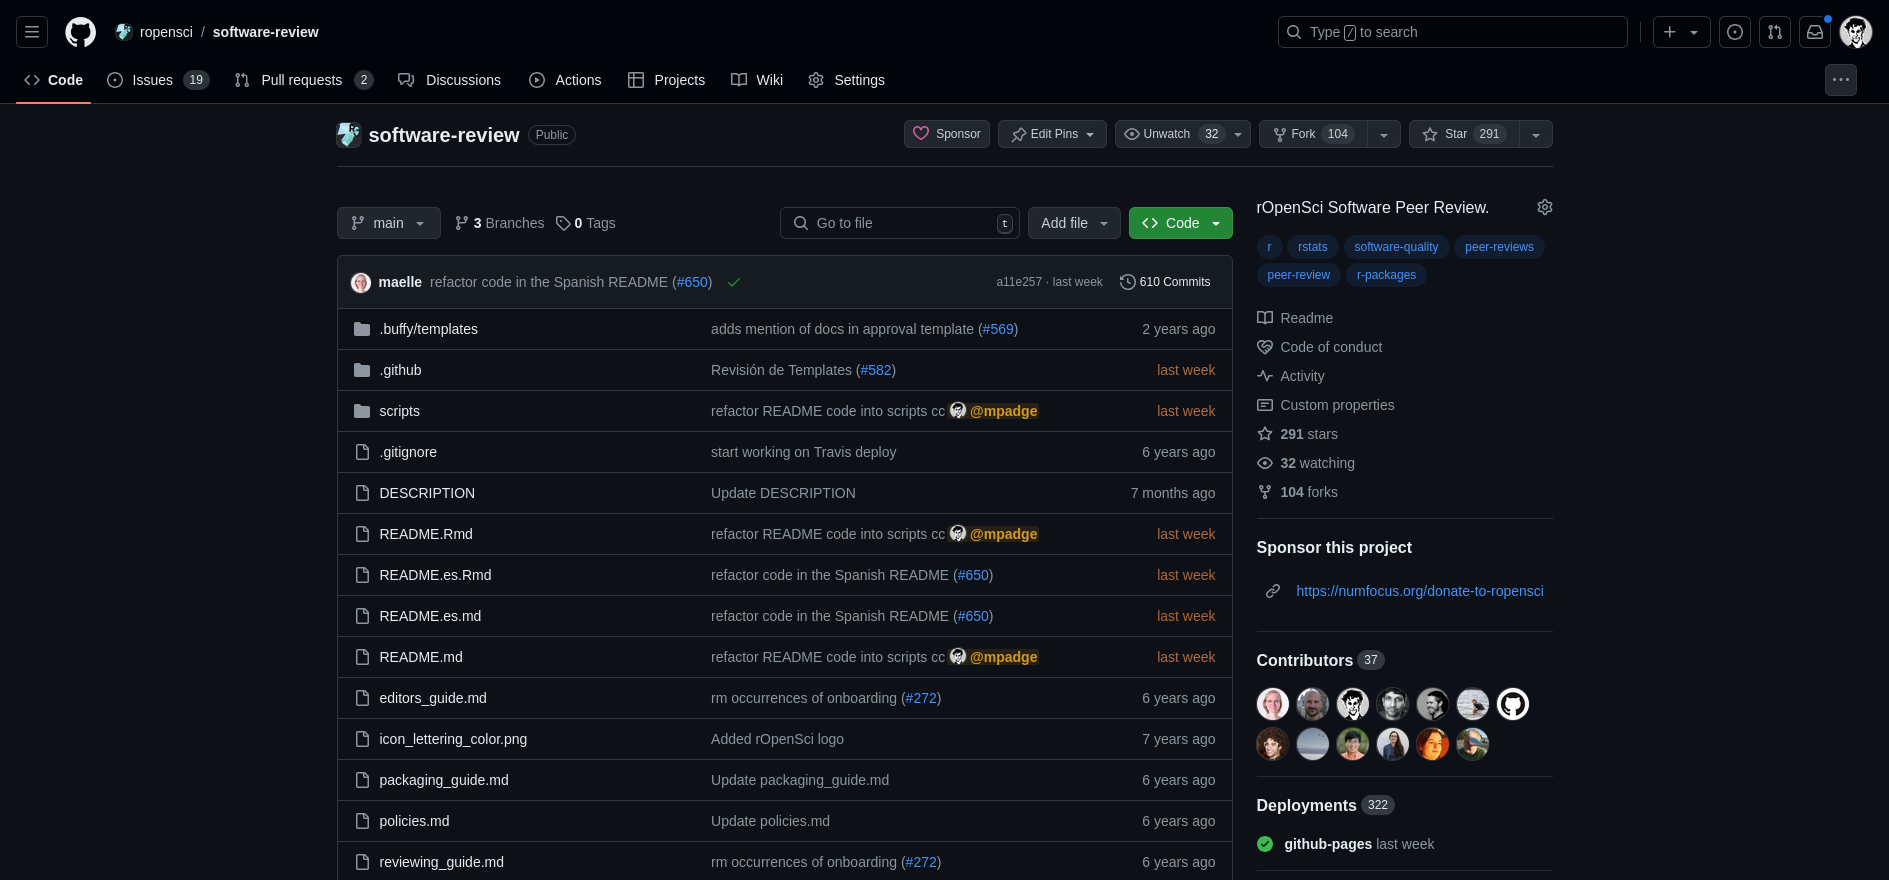 ropensci / software-review
Type / to search
Code Issues 19 Pull requests 2 Discussions Actions Projects Wiki Settings
software-review Public
Sponsor Edit Pins Unwatch 32 Fork 104 Star 291
main 3 Branches 0 Tags Go to file t Add file Code
maelle refactor code in the Spanish README (#650) a11e257 · last week 610 Commits
.buffy/templates adds mention of docs in approval template (#569) 2 years ago
.github Revisión de Templates (#582) last week
scripts refactor README code into scripts cc @mpadge last week
.gitignore start working on Travis deploy 6 years ago
DESCRIPTION Update DESCRIPTION 7 months ago
README.Rmd refactor README code into scripts cc @mpadge last week
README.es.Rmd refactor code in the Spanish README (#650) last week
README.es.md refactor code in the Spanish README (#650) last week
README.md refactor README code into scripts cc @mpadge last week
editors_guide.md rm occurrences of onboarding (#272) 6 years ago
icon_lettering_color.png Added rOpenSci logo 7 years ago
packaging_guide.md Update packaging_guide.md 6 years ago
policies.md Update policies.md 6 years ago
reviewing_guide.md rm occurrences of onboarding (#272) 6 years ago
rOpenSci Software Peer Review.
r rstats software-quality peer-reviews
peer-review r-packages
Readme
Code of conduct
Activity
Custom properties
291 stars
32 watching
104 forks
Sponsor this project
https://numfocus.org/donate-to-ropensci
Contributors 37
Deployments 322
github-pages last week